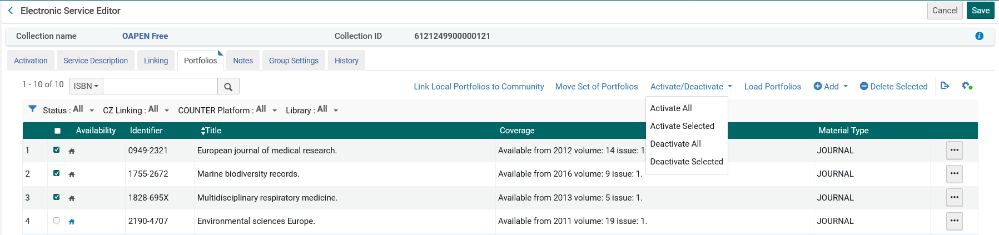 Electronic Service Editor Cancel Save
Collection name OAPEN Free Collection ID 6121249900000121
Activation Service Description Linking Portfolios Notes Group Settings History
1 - 10 of 10 ISBN Link Local Portfolios to Community Move Set of Portfolios Activate/Deactivate Load Portfolios Add Delete Selected
Activate All
Activate Selected
Deactivate All
Deactivate Selected
Status : All CZ Linking : All COUNTER Platform : All Library : All
Availability Identifier Title Coverage Material Type
1 0949-2321 European journal of medical research. Available from 2012 volume: 14 issue: 1. JOURNAL
2 1755-2672 Marine biodiversity records. Available from 2016 volume: 9 issue: 1. JOURNAL
3 1828-695X Multidisciplinary respiratory medicine. Available from 2013 volume: 5 issue: 1. JOURNAL
4 2190-4707 Environmental sciences Europe. Available from 2011 volume: 19 issue: 1. JOURNAL